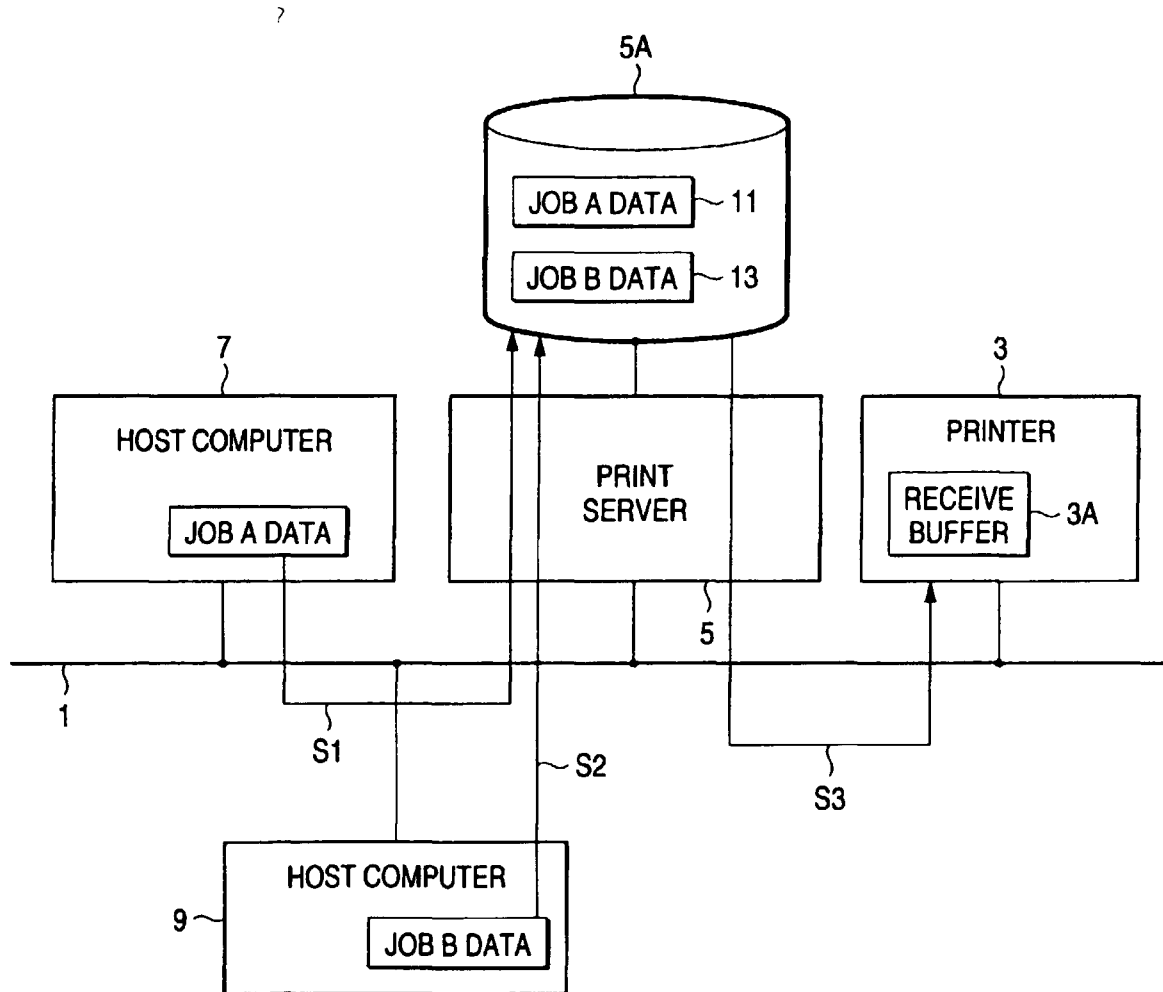 ?
5A
JOB A DATA
11
JOB B DATA
13
7
HOST COMPUTER
JOB A DATA
PRINT
SERVER
5
3
PRINTER
RECEIVE
BUFFER
3A
1
S1
S2
S3
HOST COMPUTER
9
JOB B DATA